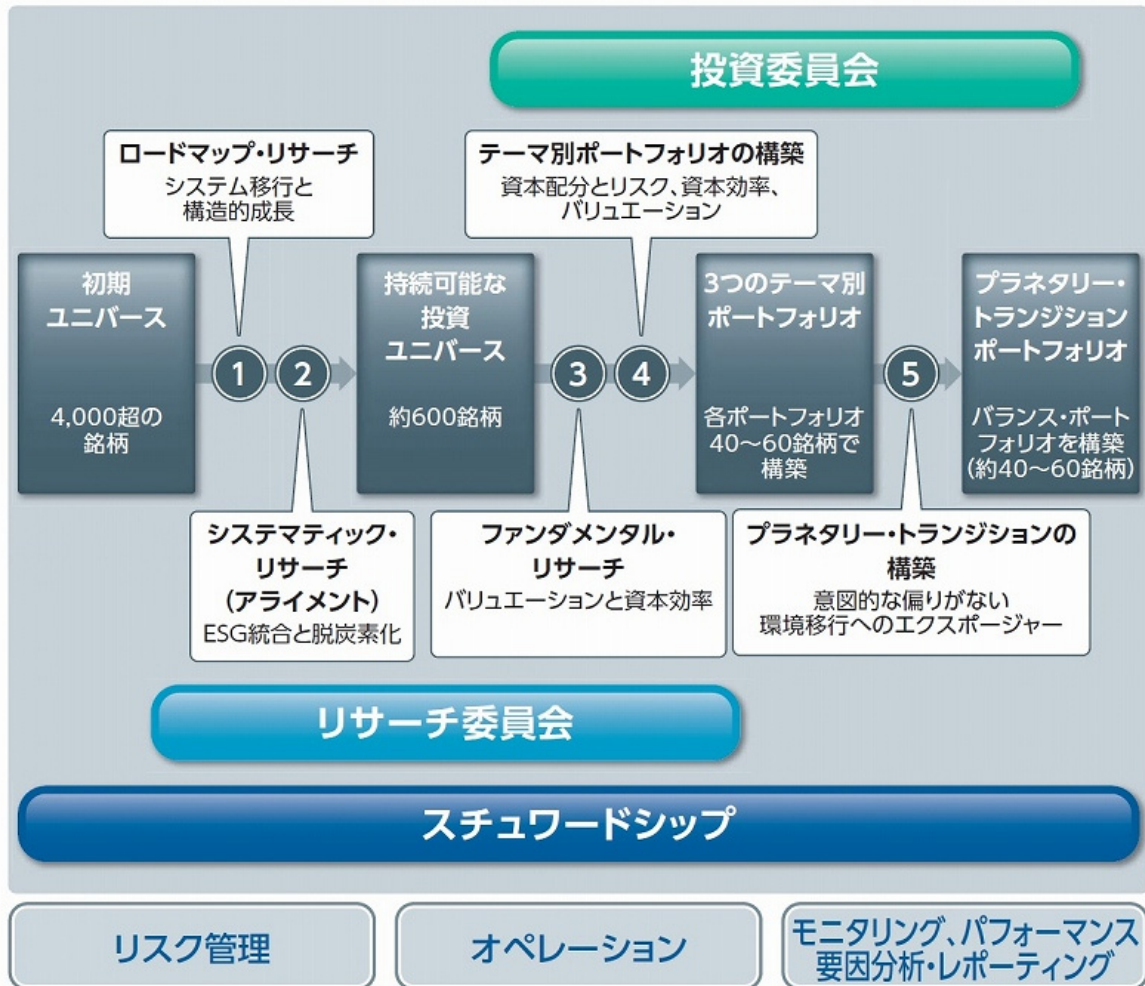 投資委員会
ロードマップ・リサーチ
システム移行と
構造的成長
テーマ別ポートフォリオの構築
資本配分とリスク、資本効率、
バリュエーション
初期
ユニバース
4,000超の
銘柄
1
2
持続可能な
投資
ユニバース
約600銘柄
3
4
3つのテーマ別
ポートフォリオ
各ポートフォリオ
40～60銘柄で
構築
5
プラネタリー・
トランジション
ポートフォリオ
バランス・ポート
フォリオを構築
(約40～60銘柄)
システマティック・
リサーチ
(アライメント)
ESG統合と脱炭素化
ファンダメンタル・
リサーチ
バリュエーションと資本効率
プラネタリー・トランジションの
構築
意図的な偏りがない
環境移行へのエクスポージャー
リサーチ委員会
スチュワードシップ
リスク管理
オペレーション
モニタリング、パフォーマンス
要因分析・レポーティング